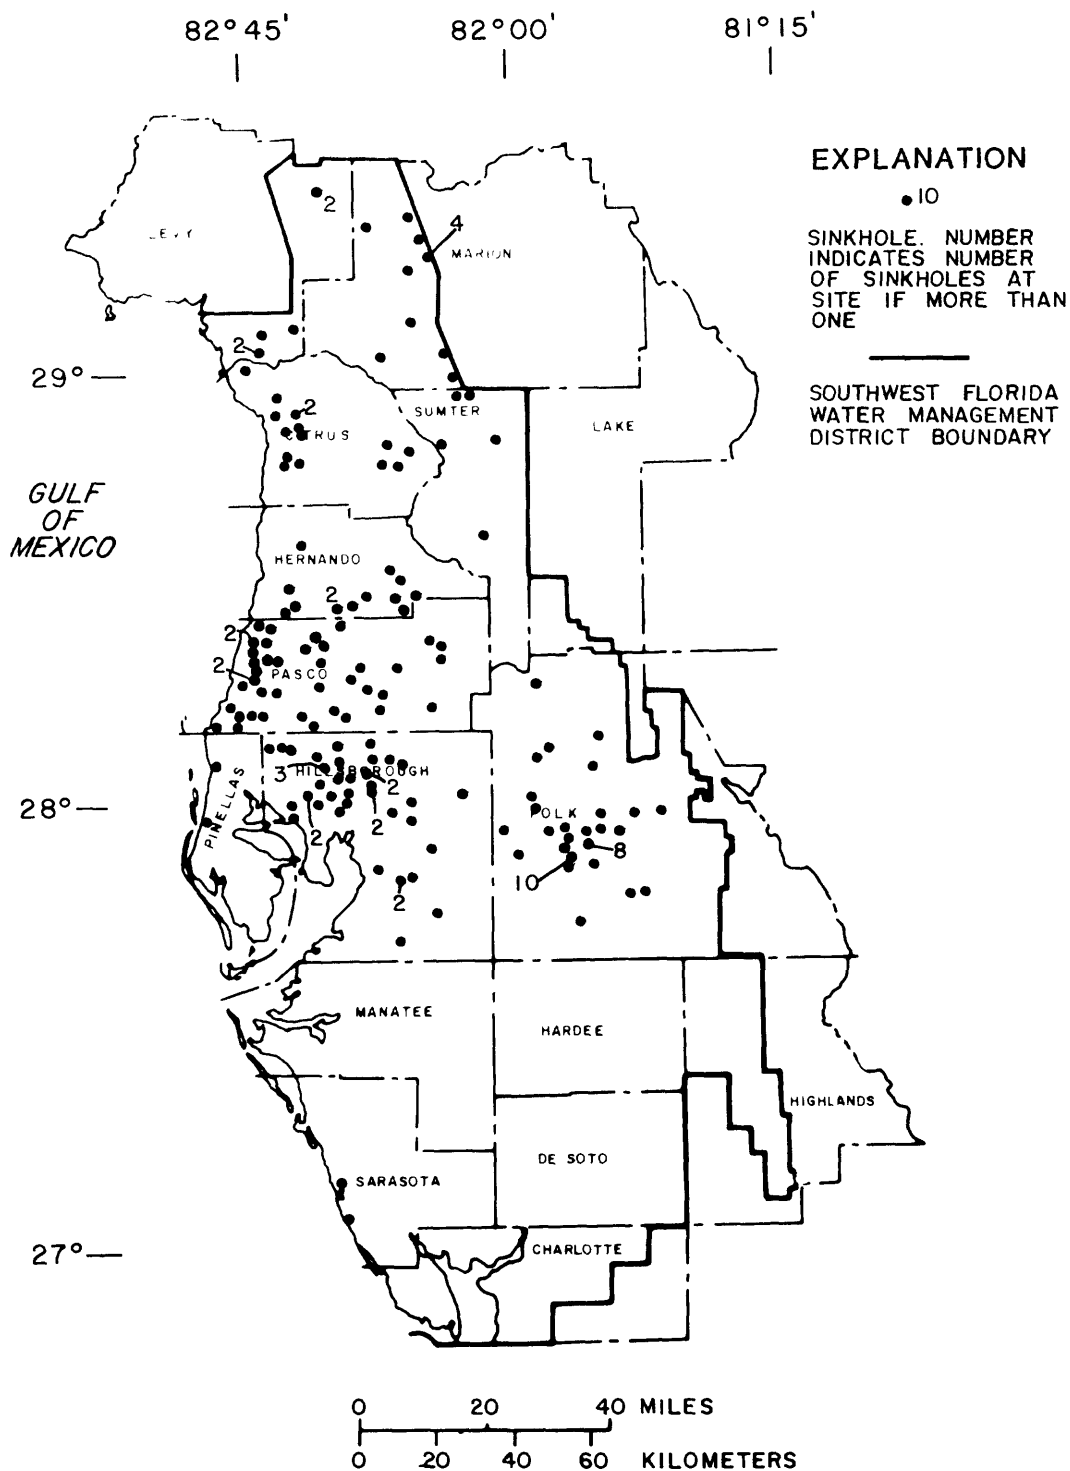 82°45' 82°00' 81°15'
EXPLANATION
10
SINKHOLE. NUMBER
INDICATES NUMBER
OF SINKHOLES AT
SITE IF MORE THAN
ONE
SOUTHWEST FLORIDA
WATER MANAGEMENT
DISTRICT BOUNDARY
2
LEVY
4
MARION
2
29°
2
SUMTER
CITRUS
LAKE
GULF
OF
MEXICO
HERNANDO
2
2
2
PASCO
3
HILLSBOROUGH
2
28°
PINELLAS
POLK
2
2
8
10
2
MANATEE
HARDEE
HIGHLANDS
DE SOTO
SARASOTA
27°
CHARLOTTE
0 20 40 MILES
0 20 40 60 KILOMETERS